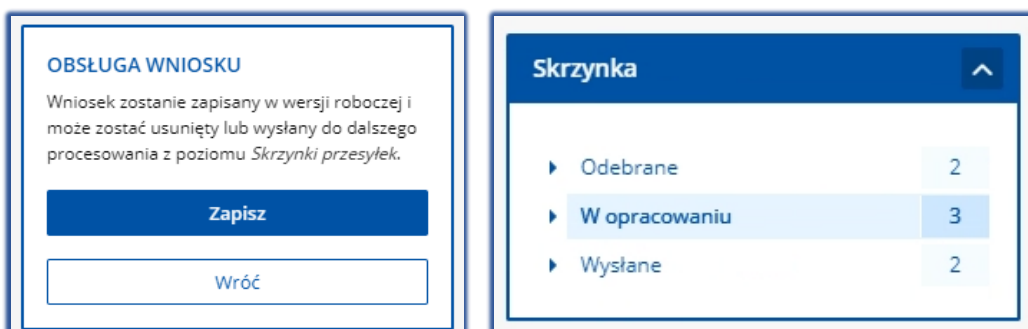 OBSŁUGA WNIOSKU
Wniosek zostanie zapisany w wersji roboczej i
może zostać usunięty lub wysłany do dalszego
procesowania z poziomu Skrzynki przesyłek.
Zapisz
Wróć
Skrzynka
Odebrane 2
W opracowaniu 3
Wysłane 2